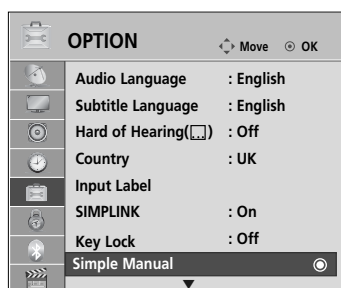 OPTION Move OK
Audio Language : English
Subtitle Language : English
Hard of Hearing( ) : Off
Country : UK
Input Label
SIMPLINK : On
Key Lock : Off
Simple Manual